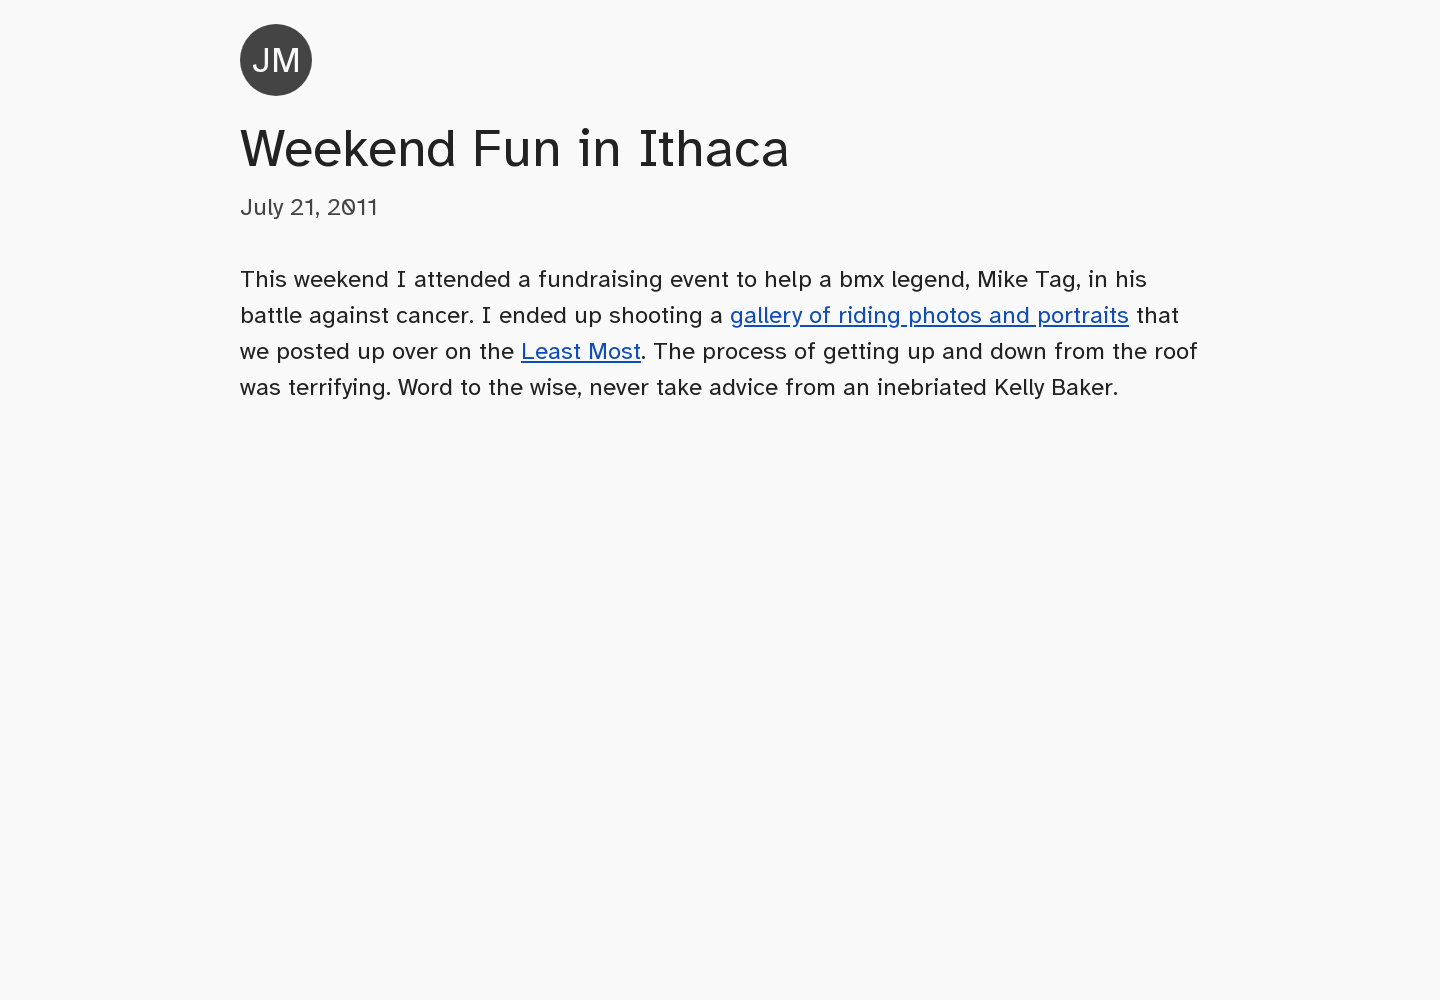 JM
Weekend Fun in Ithaca
July 21, 2011
This weekend I attended a fundraising event to help a bmx legend, Mike Tag, in his
battle against cancer. I ended up shooting a gallery of riding photos and portraits that
we posted up over on the Least Most. The process of getting up and down from the roof
was terrifying. Word to the wise, never take advice from an inebriated Kelly Baker.